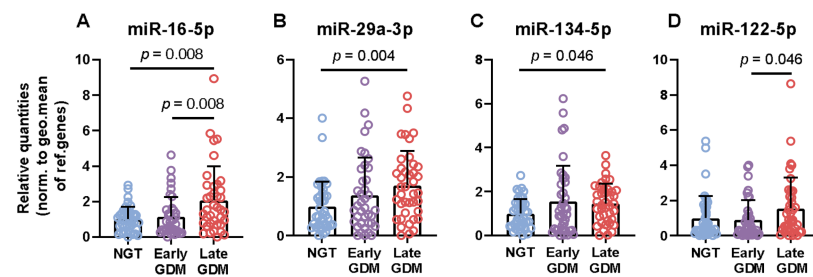 A
miR-16-5p
Relative quantities
(norm. to geo.mean
of ref.genes)
10
8
6
4
2
0
p = 0.008
p = 0.008
NGT
Early
GDM
Late
GDM
B
miR-29a-3p
6
4
2
0
p = 0.004
NGT
Early
GDM
Late
GDM
C
miR-134-5p
8
6
4
2
0
p = 0.046
NGT
Early
GDM
Late
GDM
D
miR-122-5p
10
8
6
4
2
0
p = 0.046
NGT
Early
GDM
Late
GDM